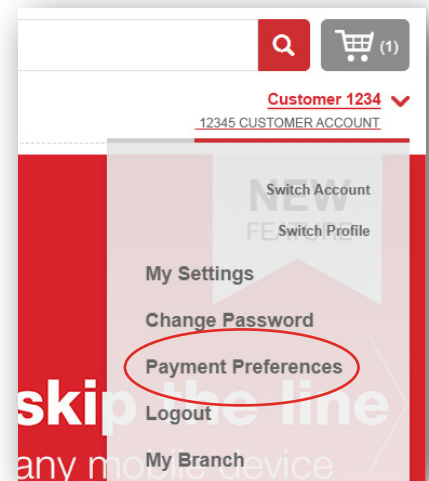 (1)
Customer 1234
12345 CUSTOMER ACCOUNT
NEW
FEATURE
Switch Account
Switch Profile
My Settings
Change Password
Payment Preferences
skip the line
Logout
any mobile device
My Branch